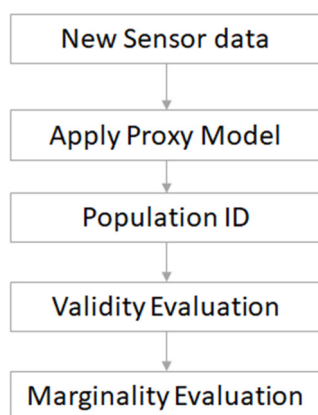 New Sensor data
Apply Proxy Model
Population ID
Validity Evaluation
Marginality Evaluation